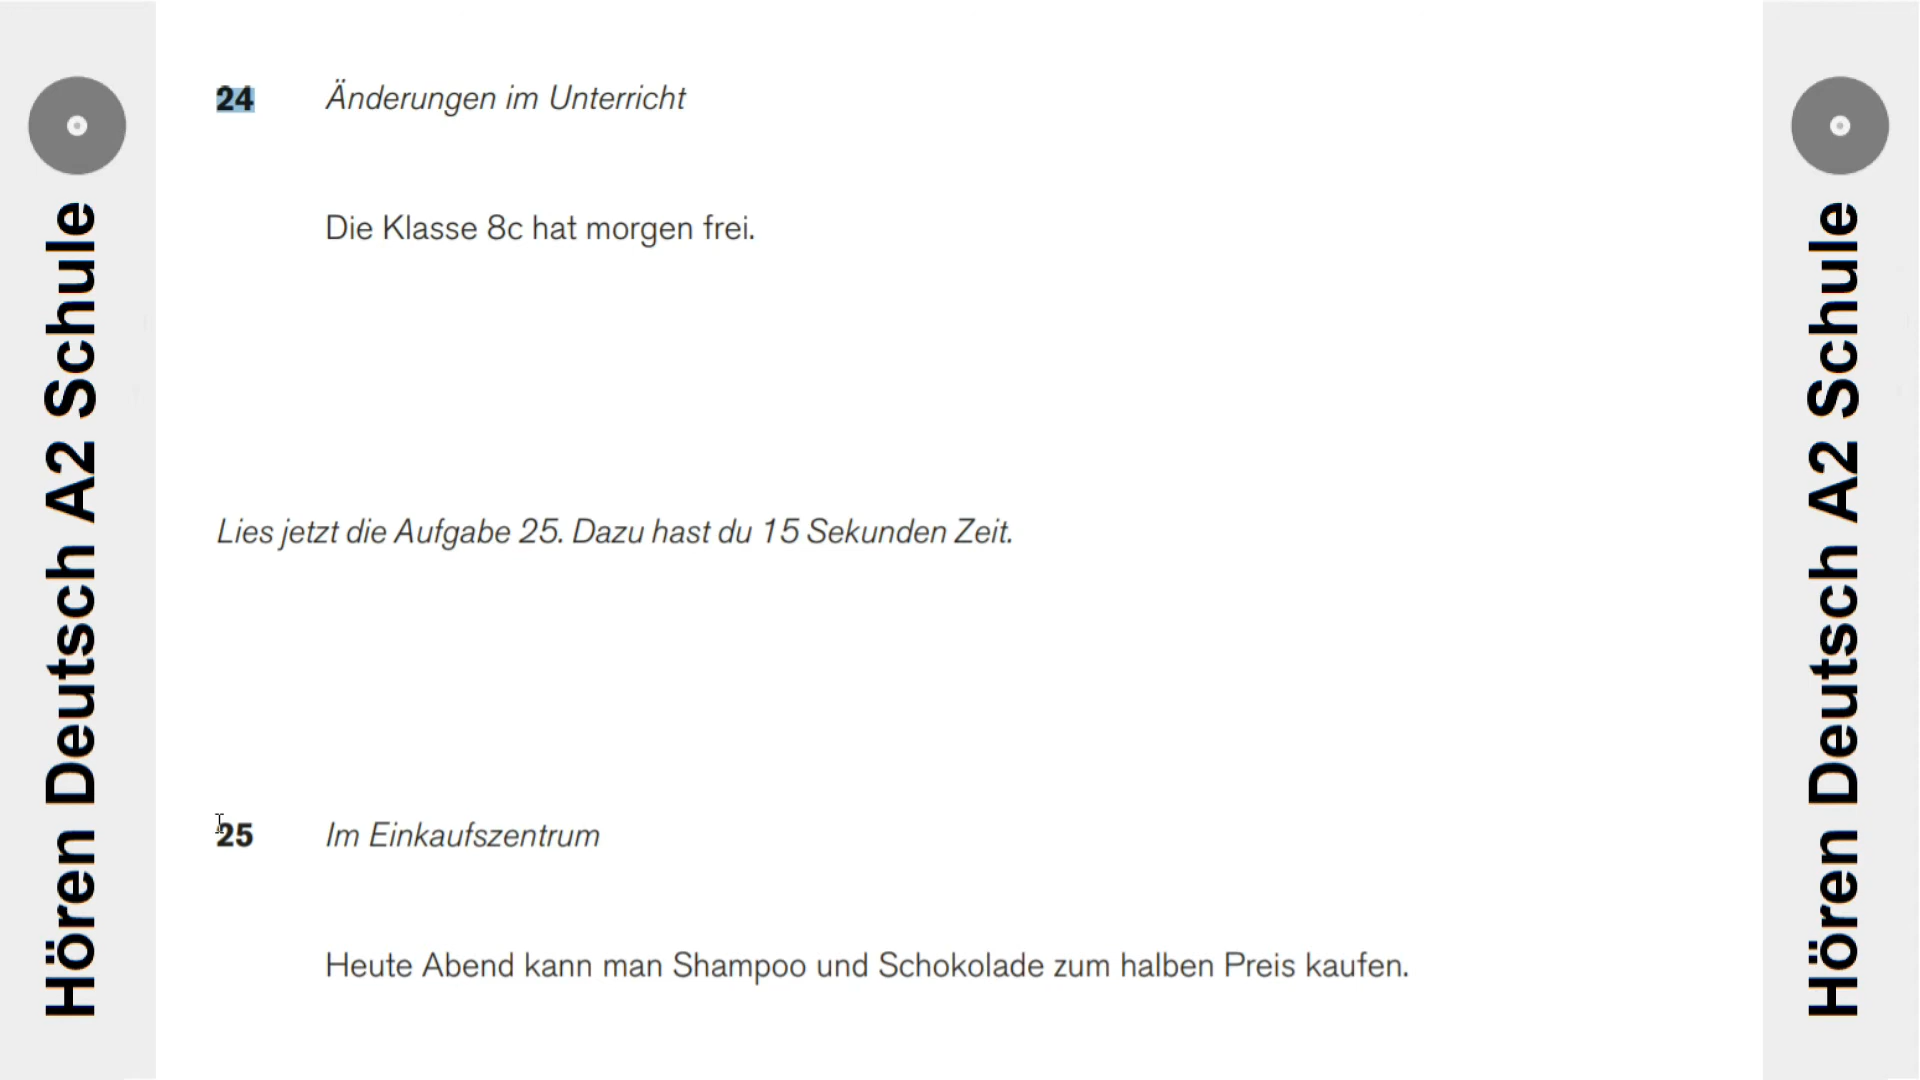 Hören Deutsch A2 Schule
24 Änderungen im Unterricht
Die Klasse 8c hat morgen frei.
Lies jetzt die Aufgabe 25. Dazu hast du 15 Sekunden Zeit.
25 Im Einkaufszentrum
Heute Abend kann man Shampoo und Schokolade zum halben Preis kaufen.
Hören Deutsch A2 Schule